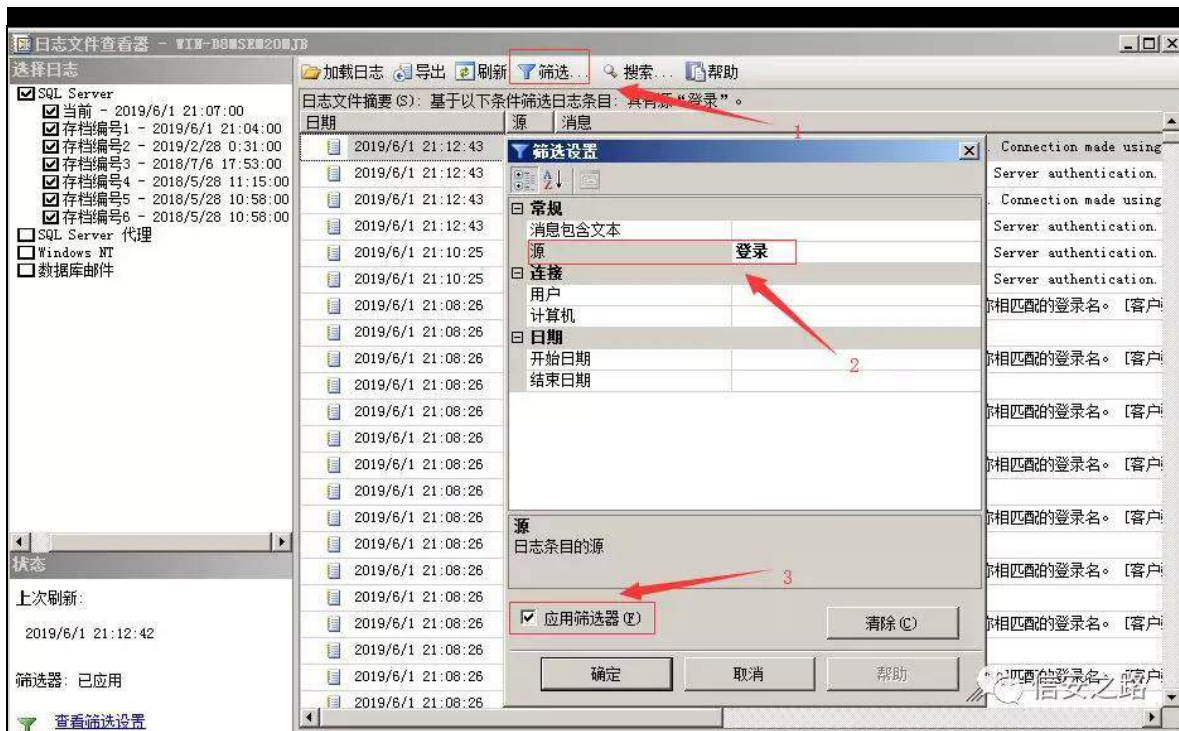 日志文件查看器 - WIN-D8MSEM20MJB
选择日志
加载日志 导出 刷新 筛选... 搜索... 帮助
SQL Server
当前 - 2019/6/1 21:07:00
存档编号1 - 2019/6/1 21:04:00
存档编号2 - 2019/2/28 0:31:00
存档编号3 - 2018/7/6 17:53:00
存档编号4 - 2018/5/28 11:15:00
存档编号5 - 2018/5/28 10:58:00
存档编号6 - 2018/5/28 10:58:00
SQL Server 代理
Windows NT
数据库邮件
日志文件摘要(S): 基于以下条件筛选日志条目: 具有源“登录”。
1
日期 源 消息
2019/6/1 21:12:43 . Connection made using
2019/6/1 21:12:43 Server authentication.
2019/6/1 21:12:43 . Connection made using
2019/6/1 21:12:43 Server authentication.
2019/6/1 21:10:25 Server authentication.
2019/6/1 21:10:25 Server authentication.
2019/6/1 21:08:26 相匹配的登录名。 [客户
2019/6/1 21:08:26
2019/6/1 21:08:26 相匹配的登录名。 [客户
2019/6/1 21:08:26
2019/6/1 21:08:26 相匹配的登录名。 [客户
2019/6/1 21:08:26
2019/6/1 21:08:26 相匹配的登录名。 [客户
2019/6/1 21:08:26
2019/6/1 21:08:26 相匹配的登录名。 [客户
2019/6/1 21:08:26
2019/6/1 21:08:26 相匹配的登录名。 [客户
2019/6/1 21:08:26
2019/6/1 21:08:26 相匹配的登录名。 [客户
2019/6/1 21:08:26
2019/6/1 21:08:26 匹配的登录名。 [客户
2019/6/1 21:08:26
筛选设置
常规
消息包含文本
源 登录
连接
用户
计算机
日期
开始日期
结束日期
2
源
日志条目的源
3
应用筛选器(F)
清除(C)
确定 取消 帮助
状态
上次刷新:
2019/6/1 21:12:42
筛选器: 已应用
查看筛选设置
信安之路